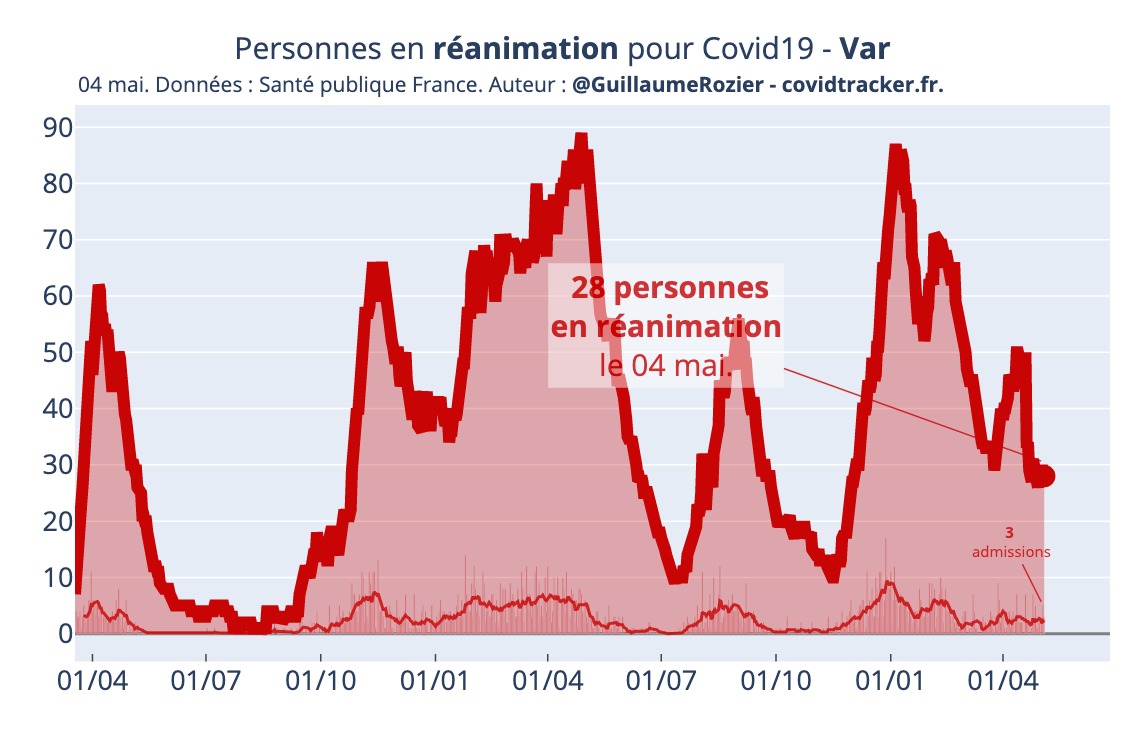 Personnes en réanimation pour Covid19 - Var
04 mai. Données : Santé publique France. Auteur : @GuillaumeRozier - covidtracker.fr.
90
80
70
60
50
40
30
20
10
0
28 personnes
en réanimation
le 04 mai.
3
admissions
01/04 01/07 01/10 01/01 01/04 01/07 01/10 01/01 01/04